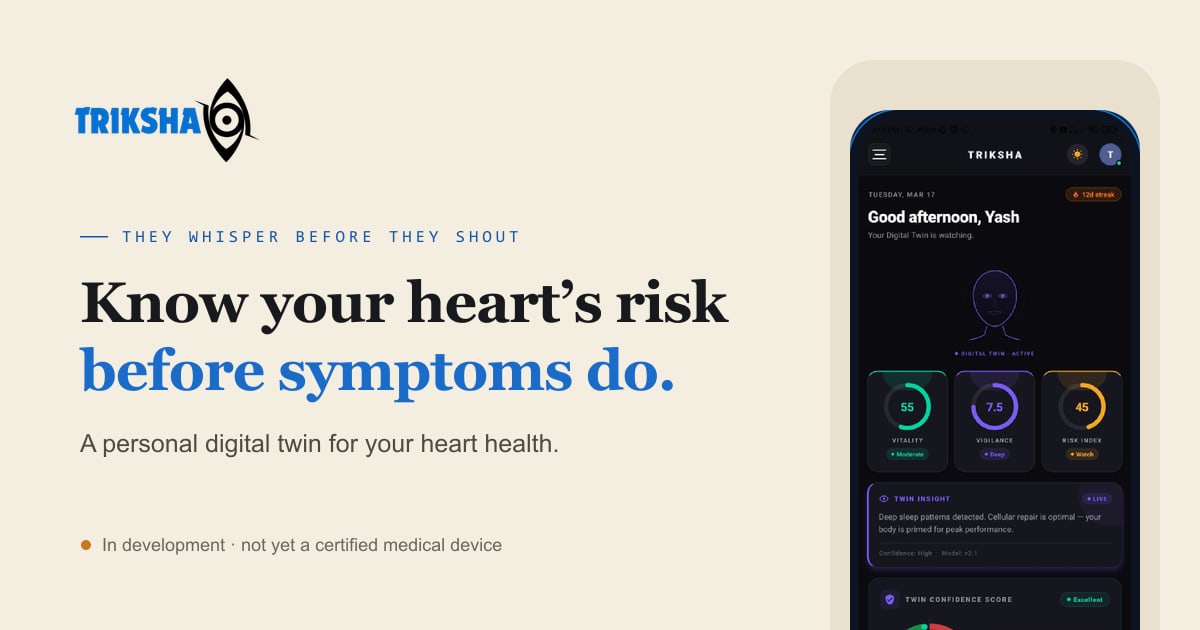 TRIKSHA
THEY WHISPER BEFORE THEY SHOUT
Know your heart’s risk
before symptoms do.
A personal digital twin for your heart health.
In development · not yet a certified medical device
TRIKSHA
T
TUESDAY, MAR 17
12d streak
Good afternoon, Yash
Your Digital Twin is watching.
DIGITAL TWIN · ACTIVE
55 7.5 45
VITALITY VIGILANCE RISK INDEX
Moderate Deep Watch
TWIN INSIGHT
LIVE
Deep sleep patterns detected. Cellular repair is optimal — your
body is primed for peak performance.
Confidence: High · Model: v2.1
TWIN CONFIDENCE SCORE
Excellent